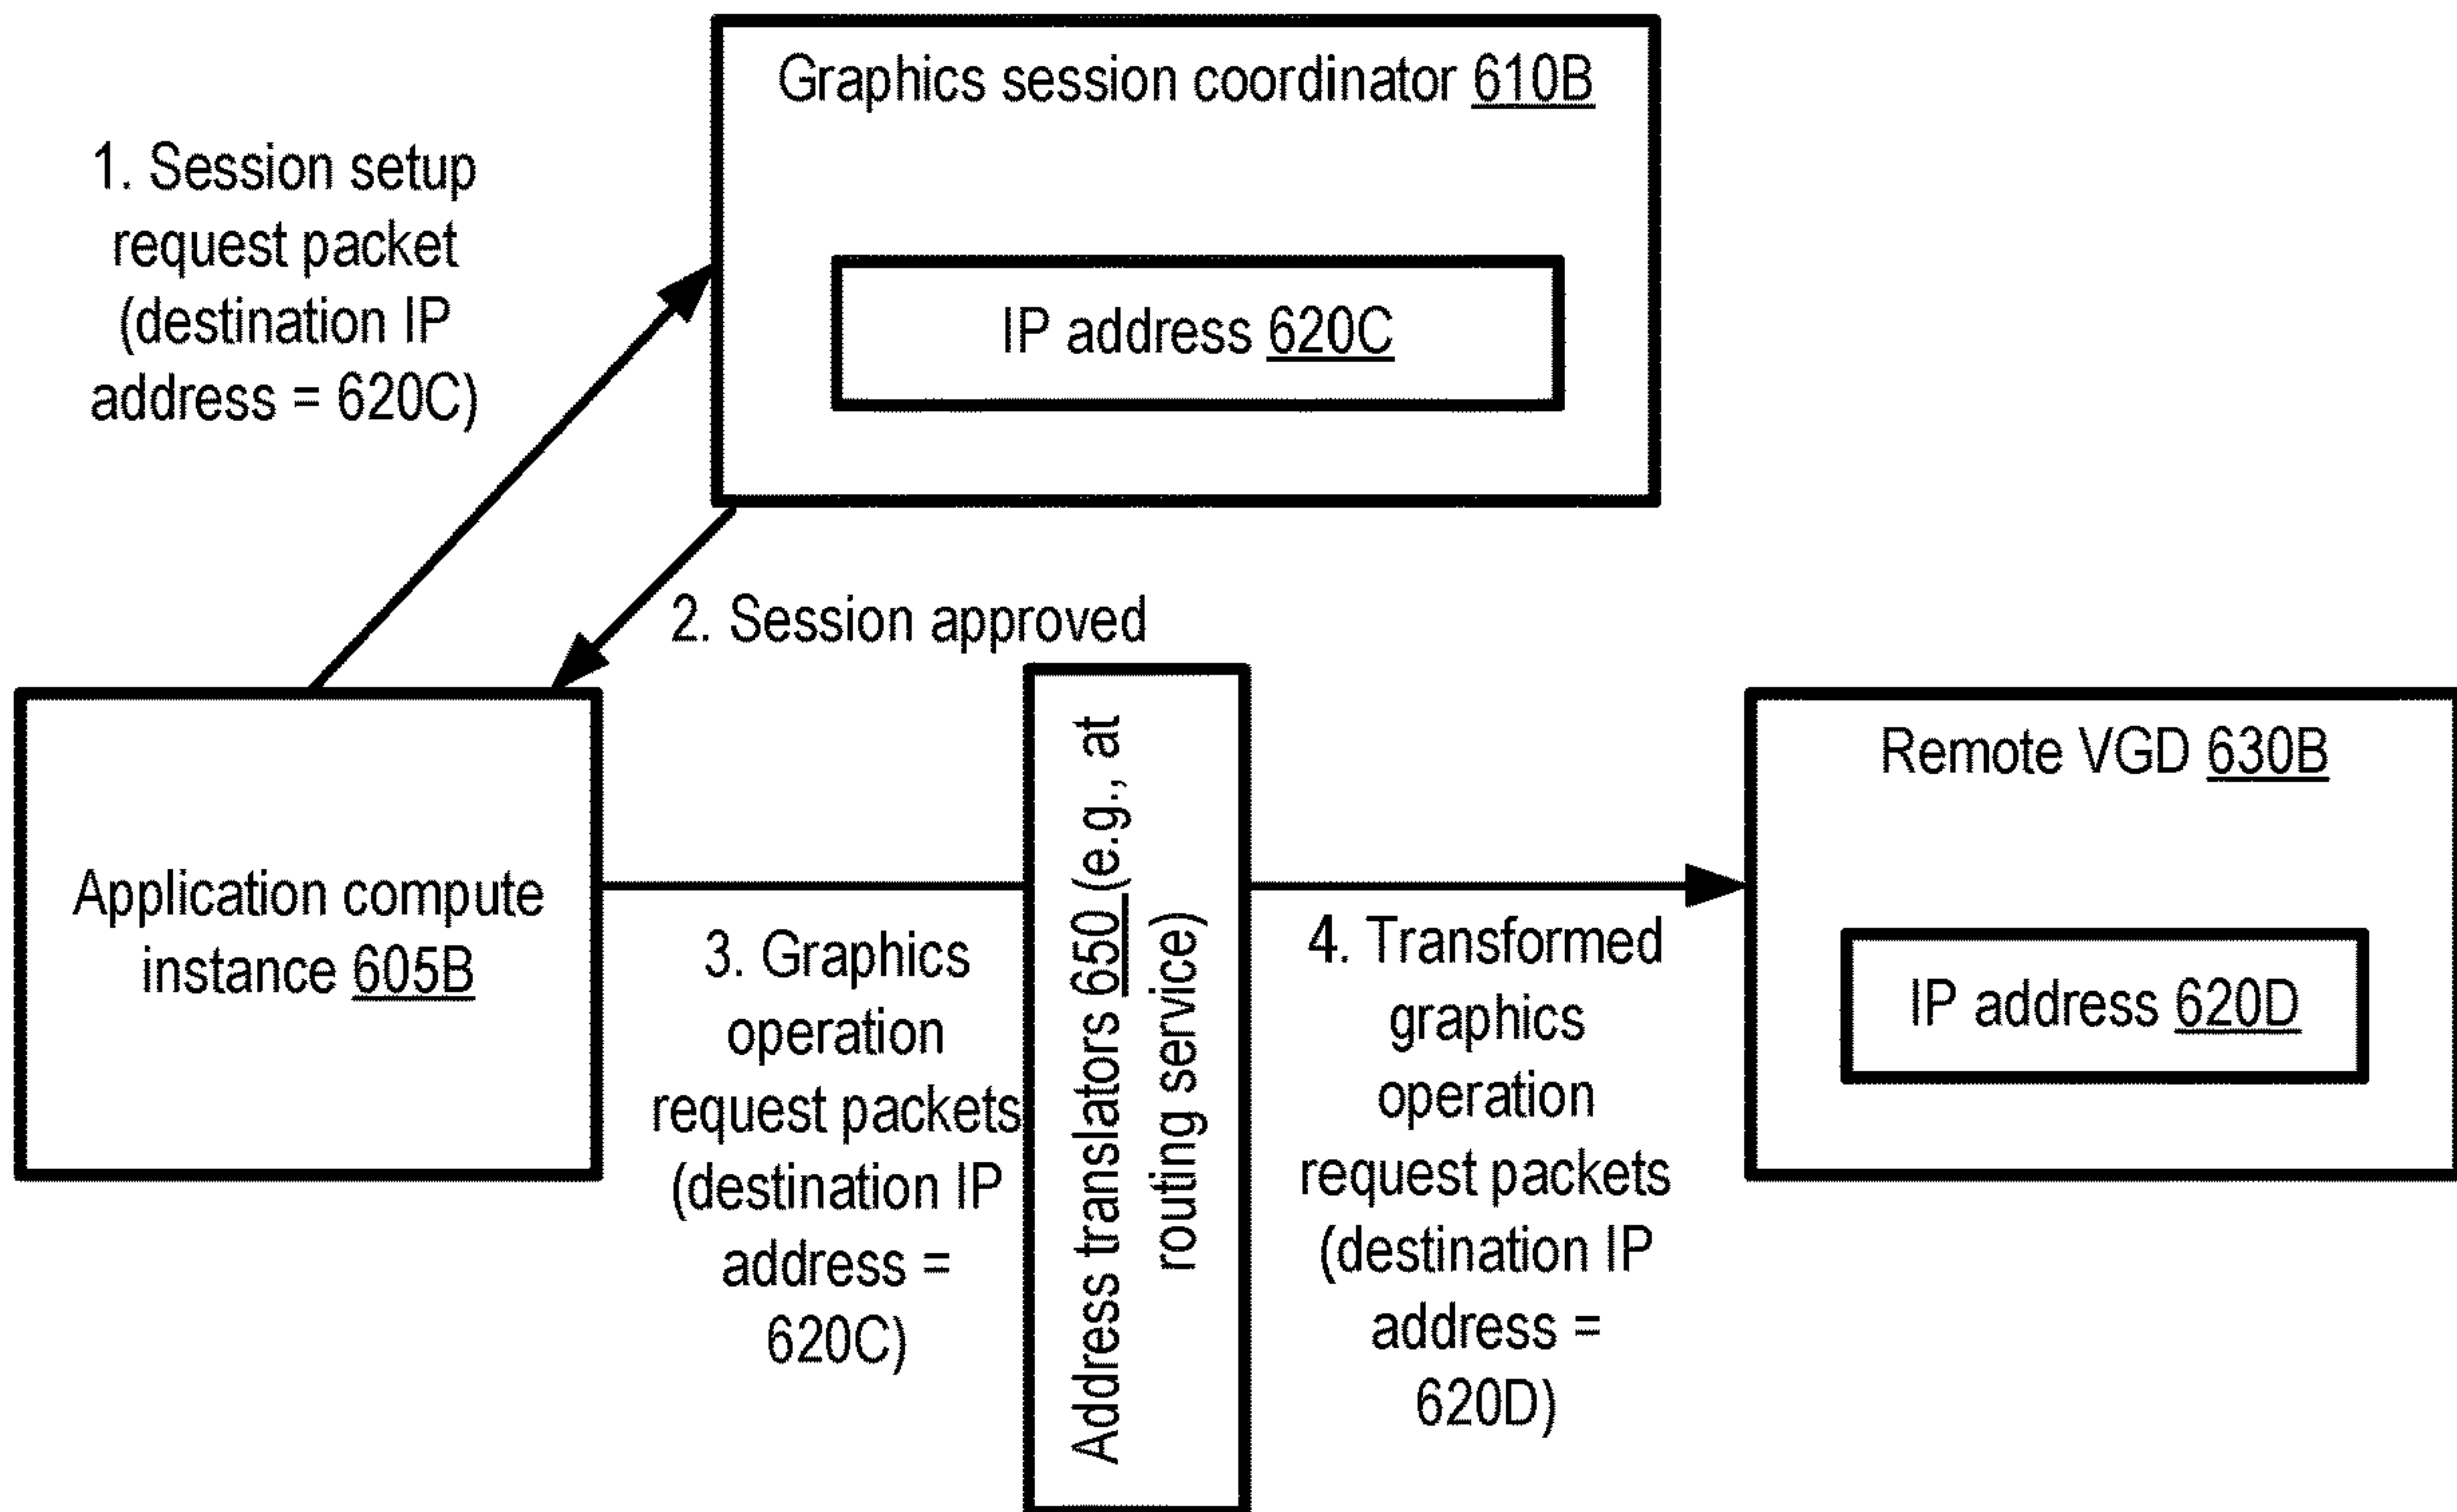 Graphics session coordinator 610B
IP address 620C
1. Session setup
request packet
(destination IP
address = 620C)
2. Session approved
Application compute
instance 605B
3. Graphics
operation
request packets
(destination IP
address =
620C)
Address translators 650 (e.g., at
routing service)
4. Transformed
graphics
operation
request packets
(destination IP
address =
620D)
Remote VGD 630B
IP address 620D